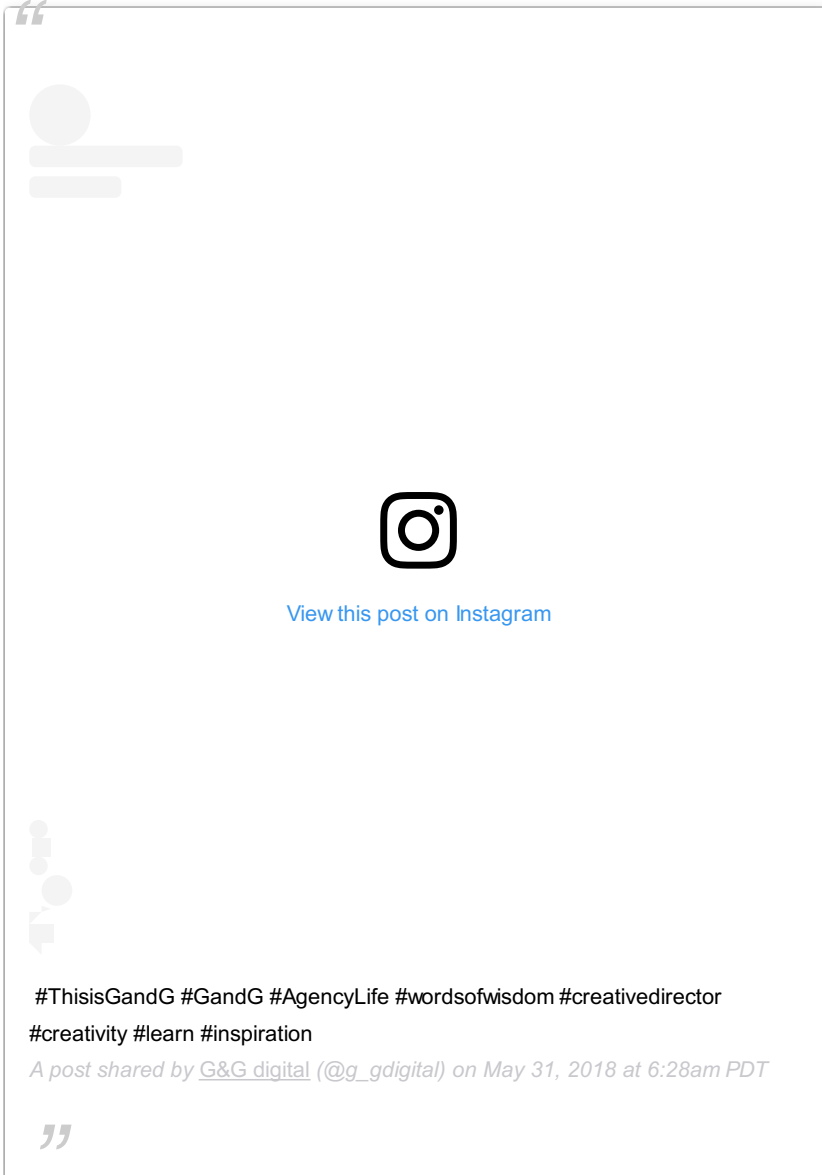 “
View this post on Instagram
#ThisisGandG #GandG #AgencyLife #wordsofwisdom #creativedirector
#creativity #learn #inspiration
A post shared by G&G digital (@g_gdigital) on May 31, 2018 at 6:28am PDT
”